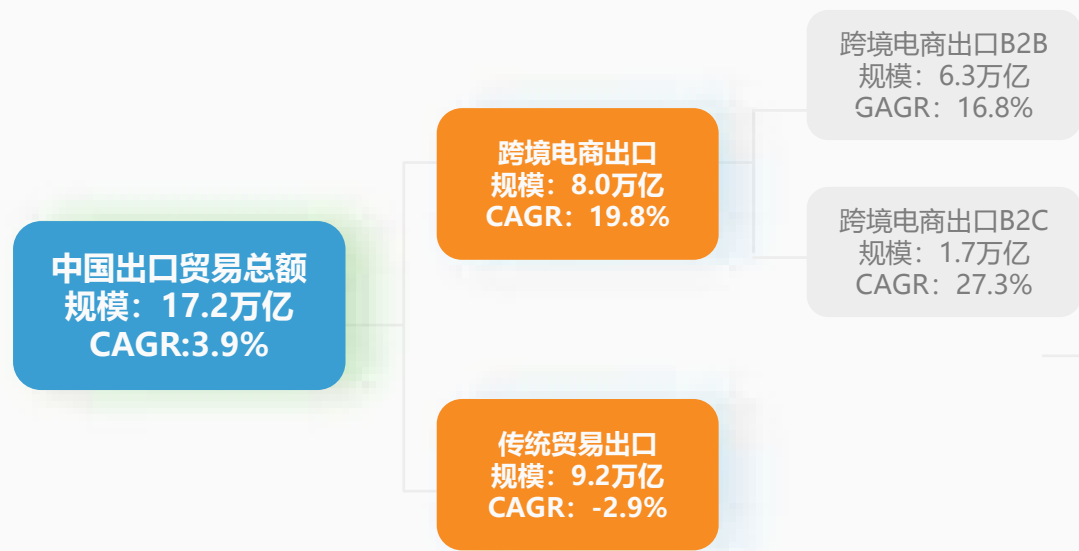 中国出口贸易总额
规模：17.2万亿
CAGR:3.9%
跨境电商出口
规模：8.0万亿
CAGR：19.8%
跨境电商出口B2B
规模：6.3万亿
GAGR：16.8%
跨境电商出口B2C
规模：1.7万亿
CAGR：27.3%
传统贸易出口
规模：9.2万亿
CAGR：-2.9%